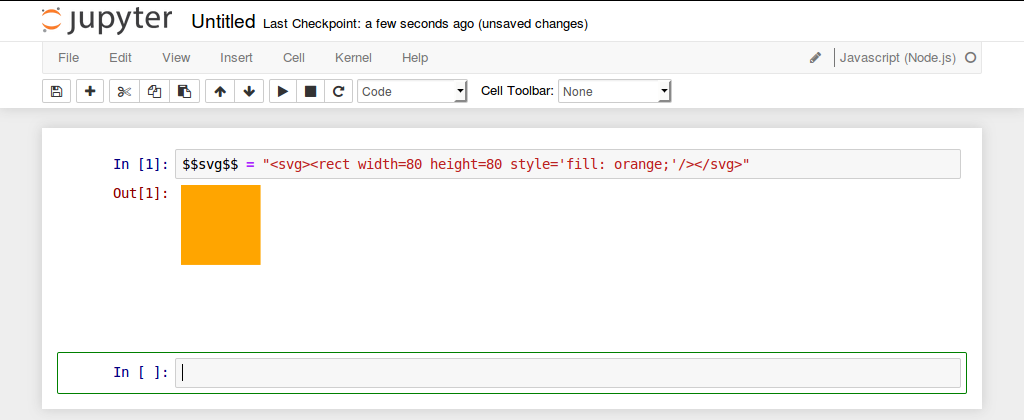 jupyter Untitled Last Checkpoint: a few seconds ago (unsaved changes)
File Edit View Insert Cell Kernel Help Javascript (Node.js)
Code Cell Toolbar: None
In [1]: $$svg$$ = "<svg><rect width=80 height=80 style='fill: orange;'/></svg>"
Out[1]:
In [ ]: